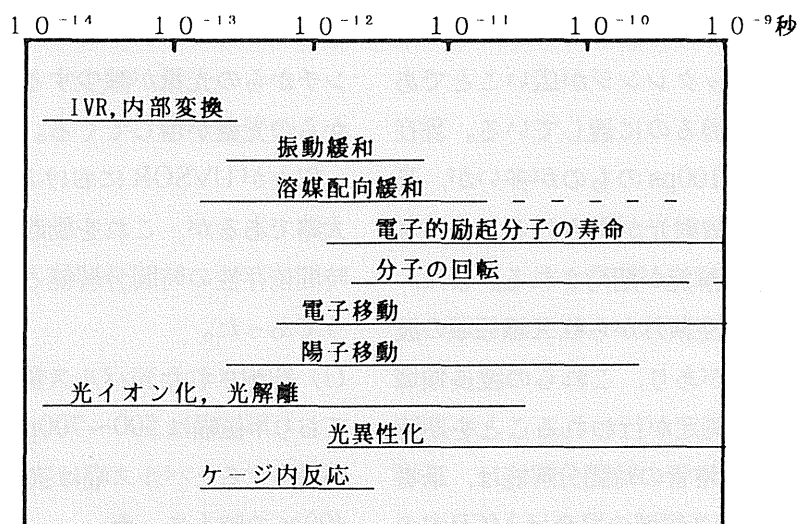 10⁻¹⁴ 10⁻¹³ 10⁻¹² 10⁻¹¹ 10⁻¹⁰ 10⁻⁹秒
IVR,内部変換
振動緩和
溶媒配向緩和
電子的励起分子の寿命
分子の回転
電子移動
陽子移動
光イオン化，光解離
光異性化
ケージ内反応